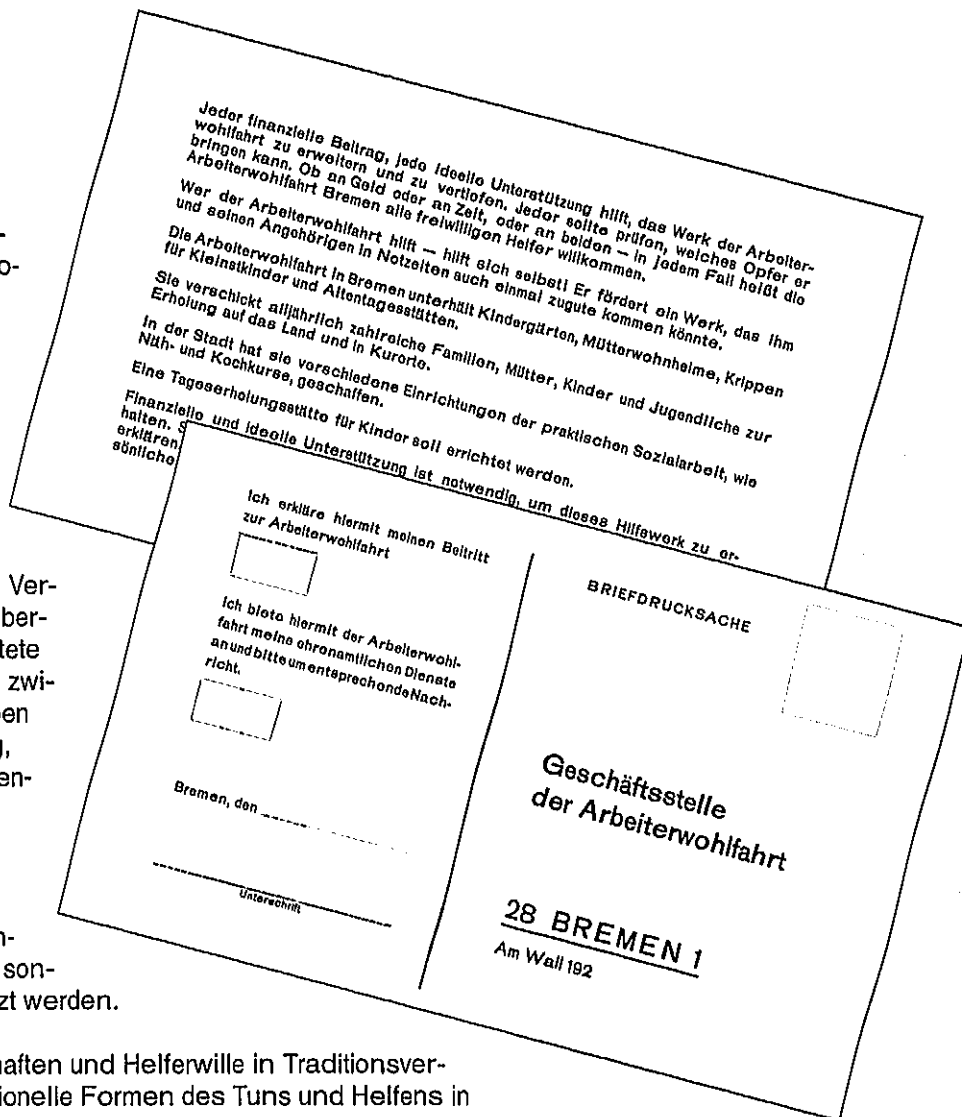 Jeder finanzielle Beitrag, jede ideelle Unterstützung hilft, das Werk der Arbeiter-
wohlfahrt zu erweitern und zu vertiefen. Jeder sollte prüfen, welches Opfer er
bringen kann. Ob an Geld oder an Zeit, oder an beiden — in jedem Fall heißt die
Arbeiterwohlfahrt Bremen alle freiwilligen Helfer willkommen.
Wer der Arbeiterwohlfahrt hilft — hilft sich selbst! Er fördert ein Werk, das ihm
und seinen Angehörigen in Notzeiten auch einmal zugute kommen könnte.
Die Arbeiterwohlfahrt in Bremen unterhält Kindergärten, Mütterwohnheime, Krippen
für Kleinstkinder und Altentagesstätten.
Sie verschickt alljährlich zahlreiche Familien, Mütter, Kinder und Jugendliche zur
Erholung auf das Land und in Kurorte.
In der Stadt hat sie verschiedene Einrichtungen der praktischen Sozialarbeit, wie
Näh- und Kochkurse, geschaffen.
Eine Tageserholungsstätte für Kinder soll errichtet werden.
Finanzielle und ideelle Unterstützung ist notwendig, um dieses Hilfswerk zu er-
halten. S
erklären
sönliche
Ich erkläre hiermit meinen Beitritt
zur Arbeiterwohlfahrt
Ich biete hiermit der Arbeiterwohl-
fahrt meine ehrenamtlichen Dienste
an und bitte um entsprechende Nach-
richt.
Bremen, den
Unterschrift
BRIEFDRUCKSACHE
Geschäftsstelle
der Arbeiterwohlfahrt
28 BREMEN 1
Am Wall 192
-
o-
Ver-
ber-
tete
zwi-
en
g,
en-
n-
son-
zt werden.
haften und Helferwille in Traditionsver-
ionelle Formen des Tuns und Helfens in